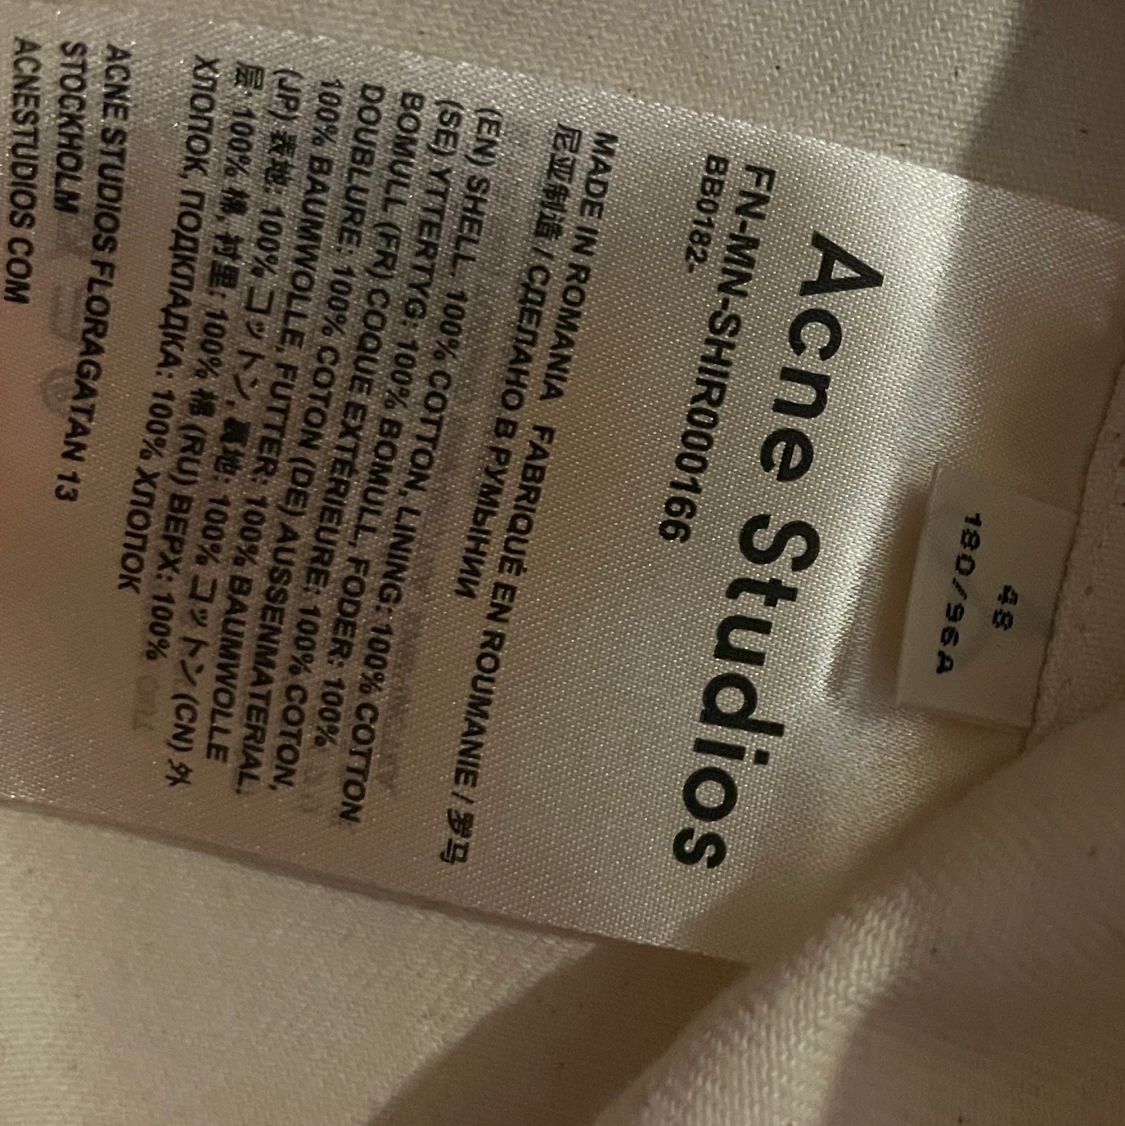 48
180/96A
Acne Studios
FN-MN-SHIR000166
BB0182-
MADE IN ROMANIA FABRIQUÉ EN ROUMANIE / 罗马
尼亚制造 / СДЕЛАНО В РУМЫНИИ
(EN) SHELL. 100% COTTON, LINING: 100% COTTON
(SE) YTTERTYG: 100% BOMULL, FODER: 100%
BOMULL (FR) COQUE EXTÉRIEURE: 100% COTON,
DOUBLURE: 100% COTON (DE) AUSSENMATERIAL.
100% BAUMWOLLE, FUTTER: 100% BAUMWOLLE
(JP) 表地: 100% コットン, 裏地: 100% コットン (CN) 外
层: 100% 棉, 衬里: 100% 棉 (RU) ВЕРХ: 100%
ХЛОПОК, ПОДКЛАДКА: 100% ХЛОПОК
ACNE STUDIOS FLORAGATAN 13
STOCKHOLM
ACNESTUDIOS COM